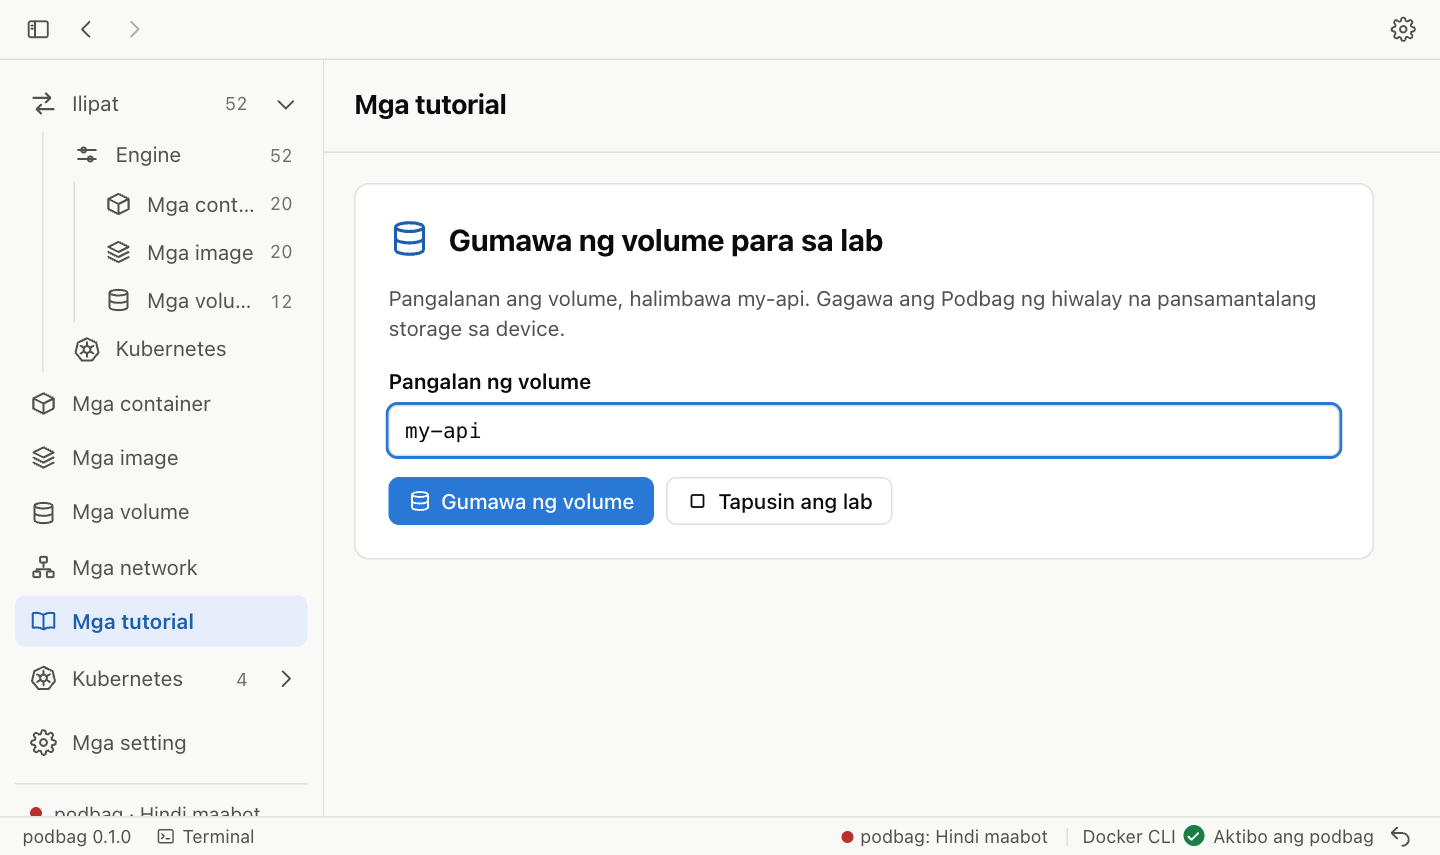 Ilipat 52
Engine 52
Mga cont... 20
Mga image 20
Mga volu... 12
Kubernetes
Mga container
Mga image
Mga volume
Mga network
Mga tutorial
Kubernetes 4
Mga setting
podbag · Hindi maabot
Mga tutorial
Gumawa ng volume para sa lab
Pangalanan ang volume, halimbawa my-api. Gagawa ang Podbag ng hiwalay na pansamantalang
storage sa device.
Pangalan ng volume
my-api
Gumawa ng volume
Tapusin ang lab
podbag 0.1.0 Terminal podbag: Hindi maabot Docker CLI Aktibo ang podbag